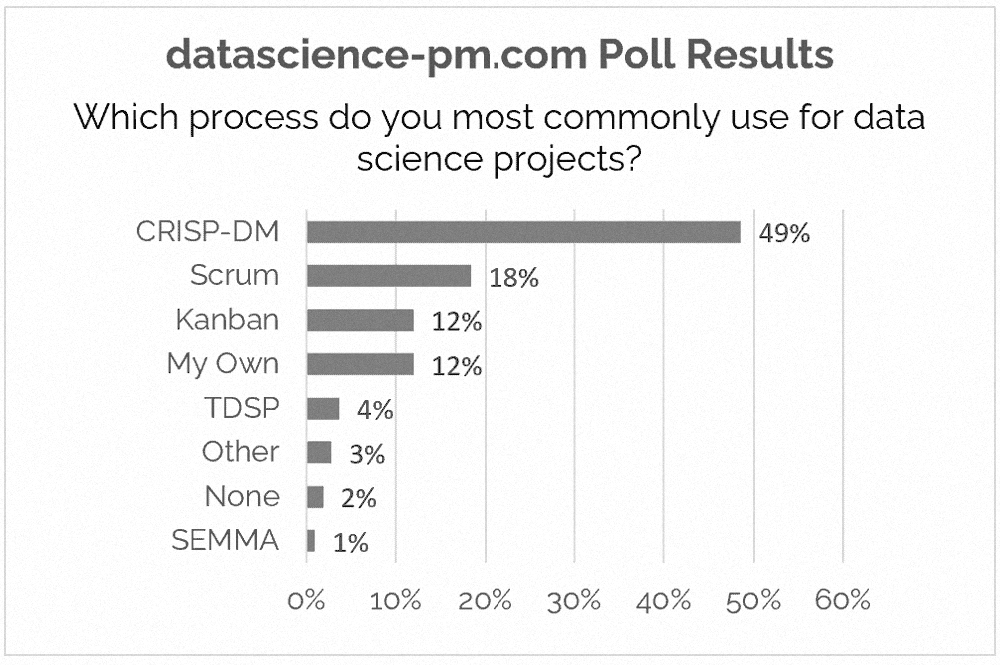 datascience-pm.com Poll Results
Which process do you most commonly use for data
science projects?
CRISP-DM 49%
Scrum 18%
Kanban 12%
My Own 12%
TDSP 4%
Other 3%
None 2%
SEMMA 1%
0% 10% 20% 30% 40% 50% 60%